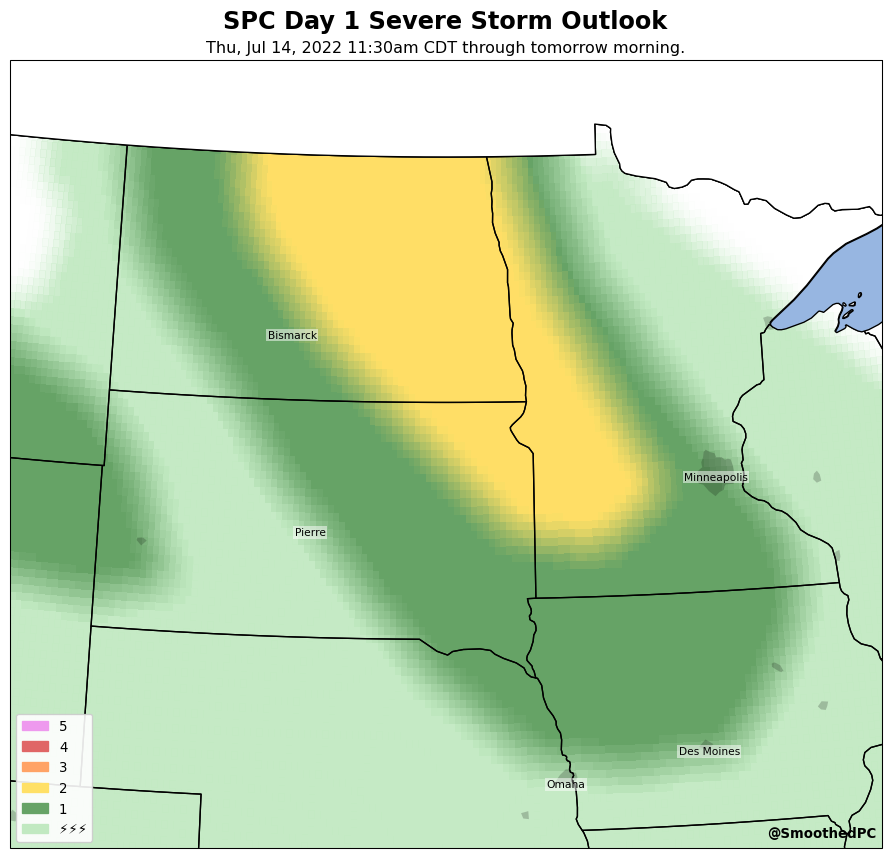 SPC Day 1 Severe Storm Outlook
Thu, Jul 14, 2022 11:30am CDT through tomorrow morning.
Bismarck
Minneapolis
Pierre
Des Moines
Omaha
5
4
3
2
1
⚡⚡⚡
@SmoothedPC